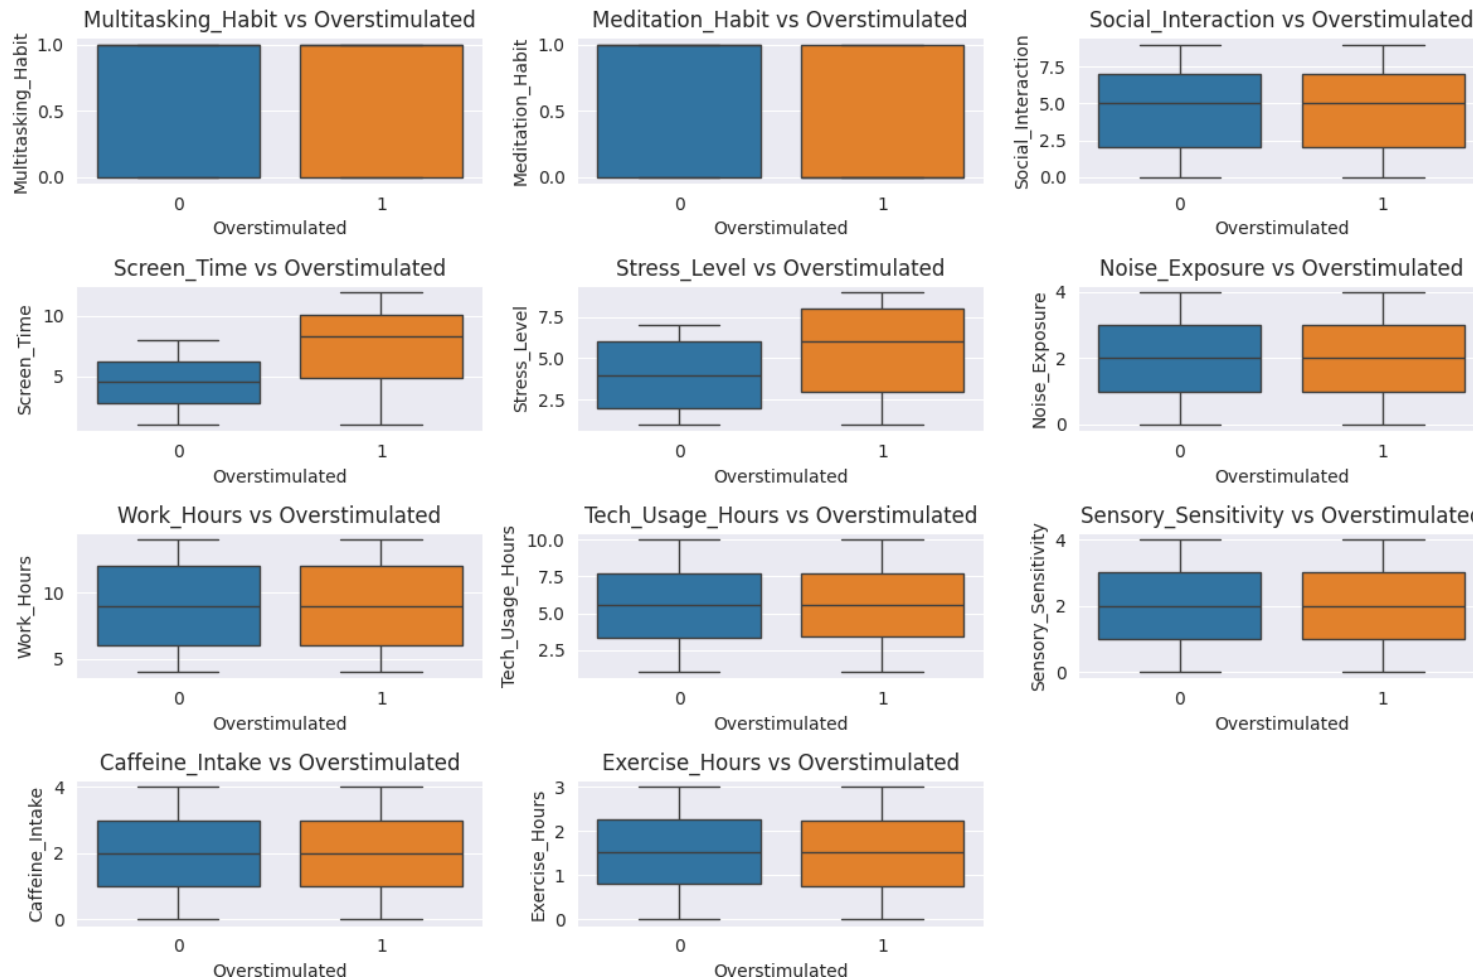 Multitasking_Habit vs Overstimulated
Multitasking_Habit
1.0
0.5
0.0
0
1
Overstimulated
Meditation_Habit vs Overstimulated
Meditation_Habit
1.0
0.5
0.0
0
1
Overstimulated
Social_Interaction vs Overstimulated
Social_Interaction
7.5
5.0
2.5
0.0
0
1
Overstimulated
Screen_Time vs Overstimulated
Screen_Time
10
5
0
1
Overstimulated
Stress_Level vs Overstimulated
Stress_Level
7.5
5.0
2.5
0
1
Overstimulated
Noise_Exposure vs Overstimulated
Noise_Exposure
4
2
0
0
1
Overstimulated
Work_Hours vs Overstimulated
Work_Hours
10
5
0
1
Overstimulated
Tech_Usage_Hours vs Overstimulated
Tech_Usage_Hours
10.0
7.5
5.0
2.5
0
1
Overstimulated
Sensory_Sensitivity vs Overstimulated
Sensory_Sensitivity
4
2
0
0
1
Overstimulated
Caffeine_Intake vs Overstimulated
Caffeine_Intake
4
2
0
0
1
Overstimulated
Exercise_Hours vs Overstimulated
Exercise_Hours
3
2
1
0
0
1
Overstimulated